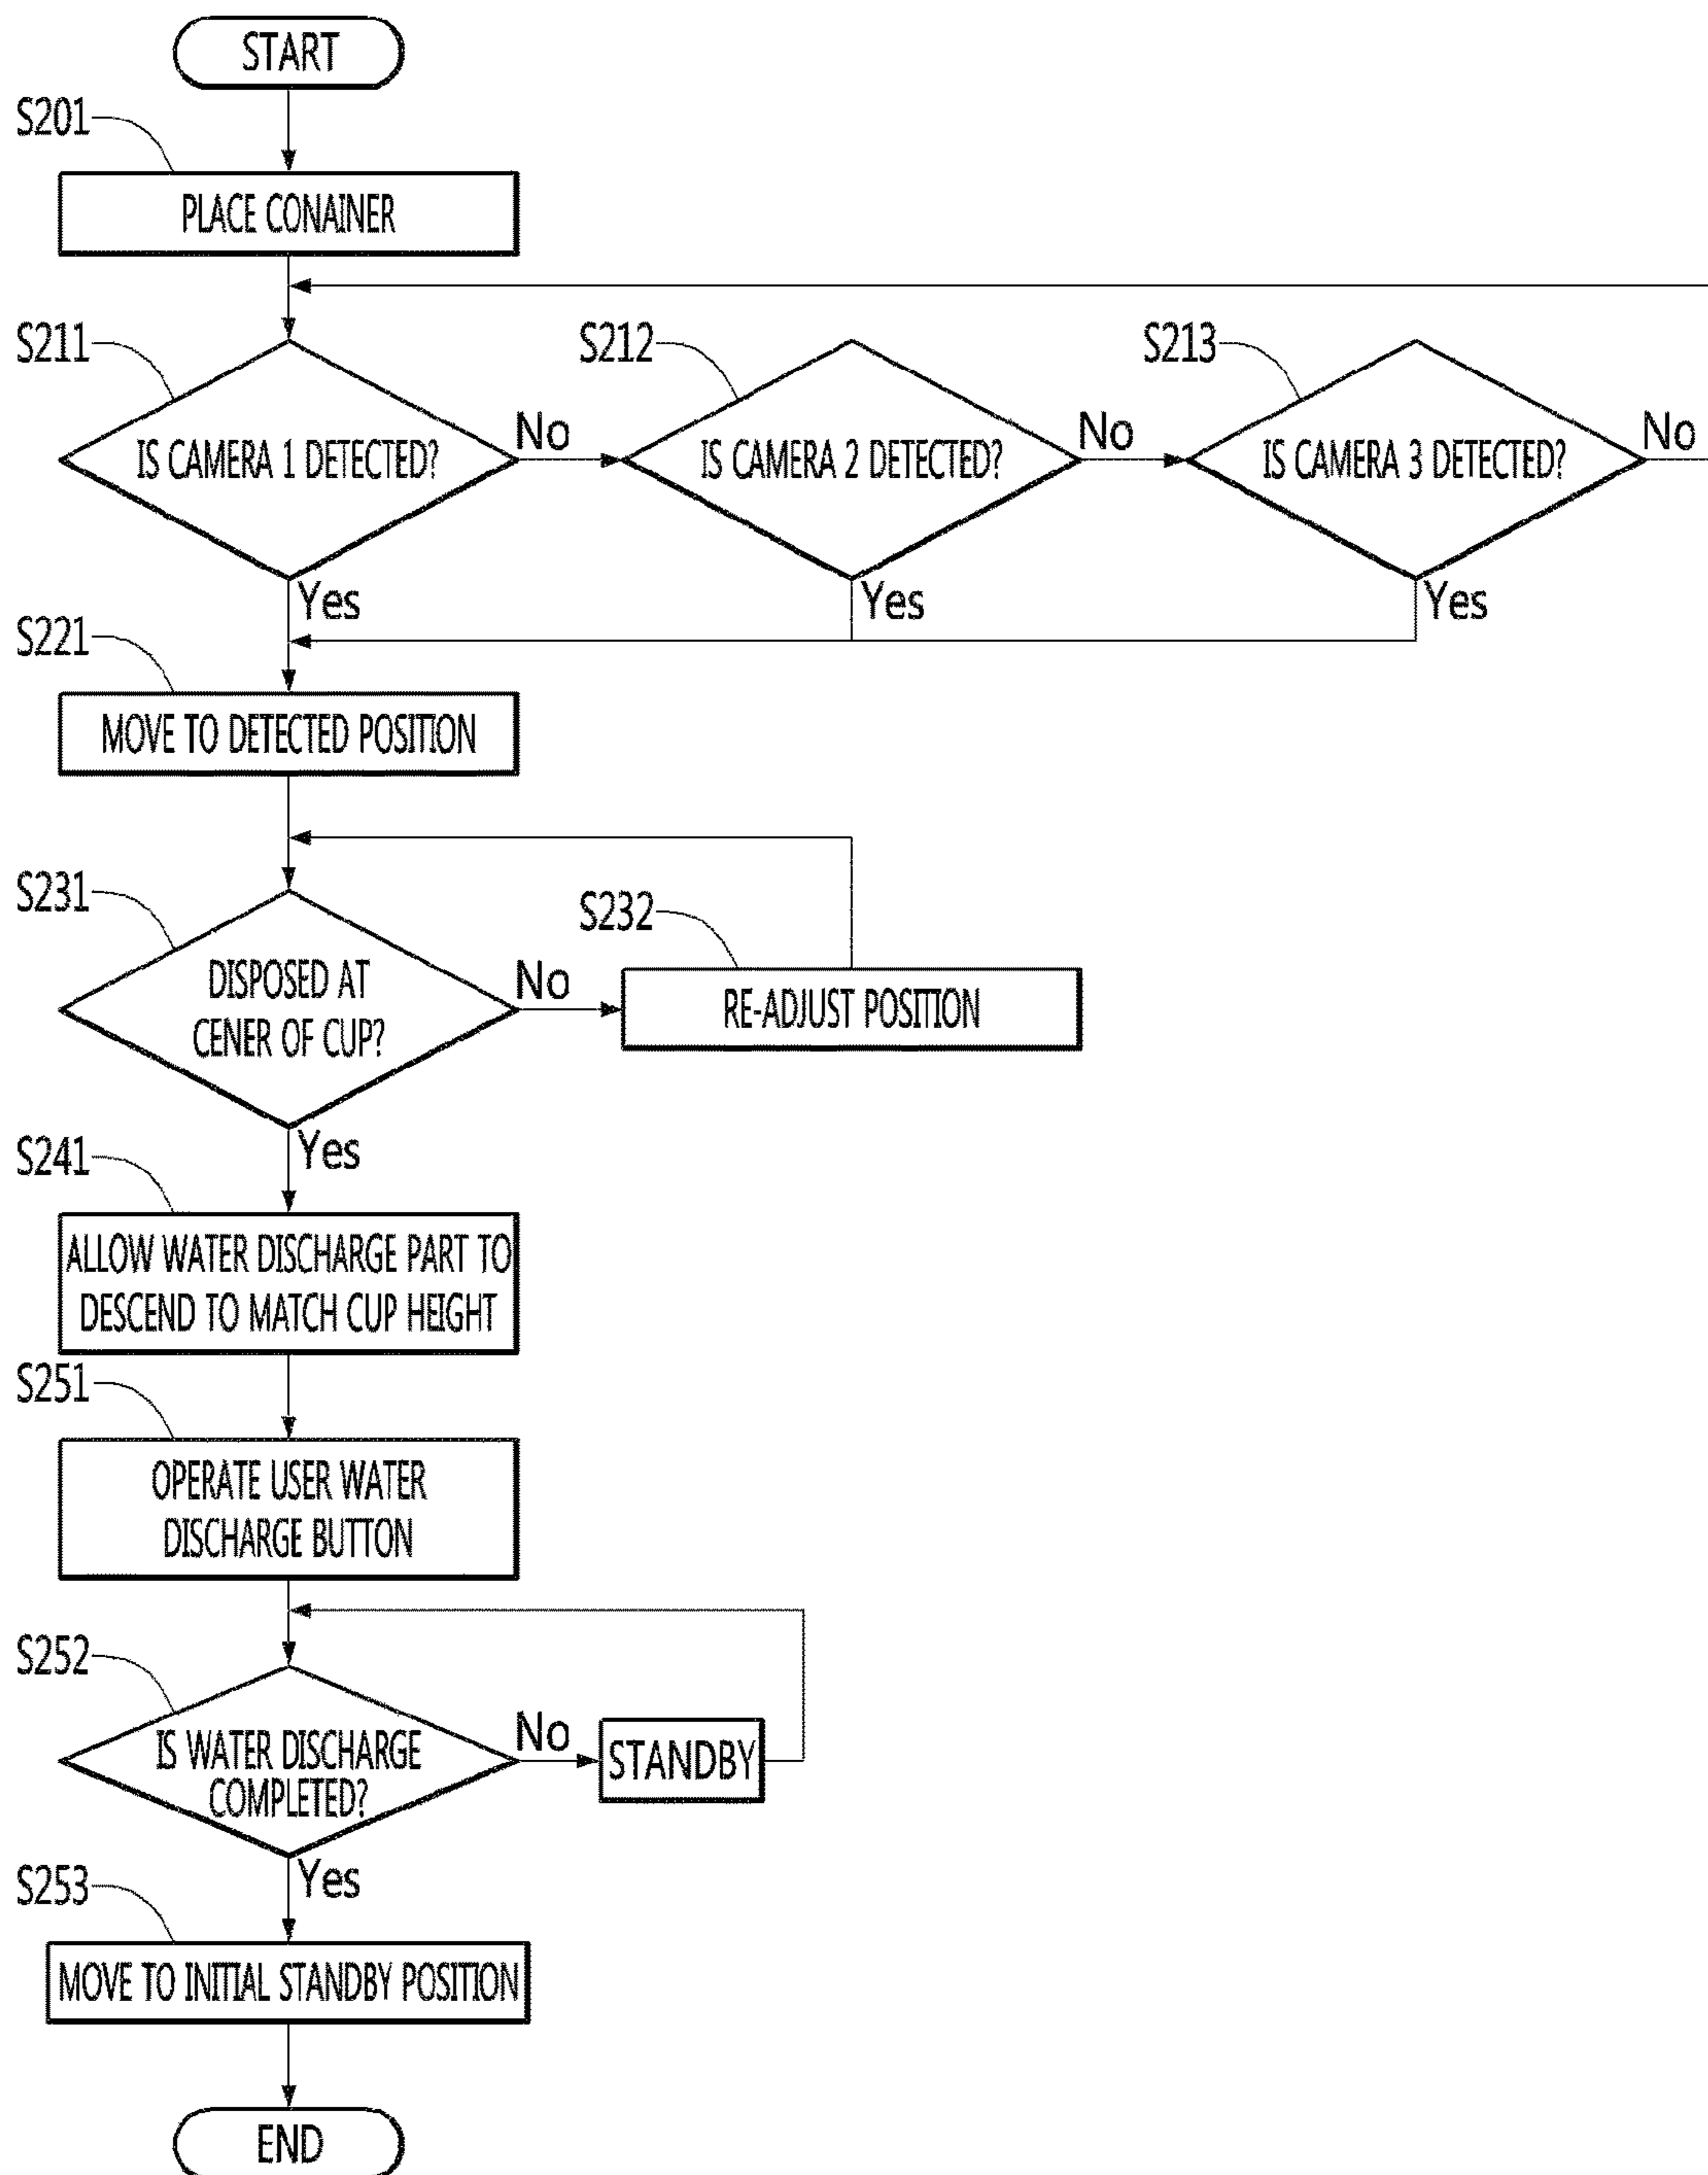 START
S201
PLACE CONAINER
S211
S212
S213
IS CAMERA 1 DETECTED?
No
IS CAMERA 2 DETECTED?
No
IS CAMERA 3 DETECTED?
No
Yes
Yes
Yes
S221
MOVE TO DETECTED POSITION
S231
S232
DISPOSED AT
CENER OF CUP?
No
RE-ADJUST POSITION
Yes
S241
ALLOW WATER DISCHARGE PART TO
DESCEND TO MATCH CUP HEIGHT
S251
OPERATE USER WATER
DISCHARGE BUTTON
S252
IS WATER DISCHARGE
COMPLETED?
No
STANDBY
Yes
S253
MOVE TO INITIAL STANDBY POSITION
END